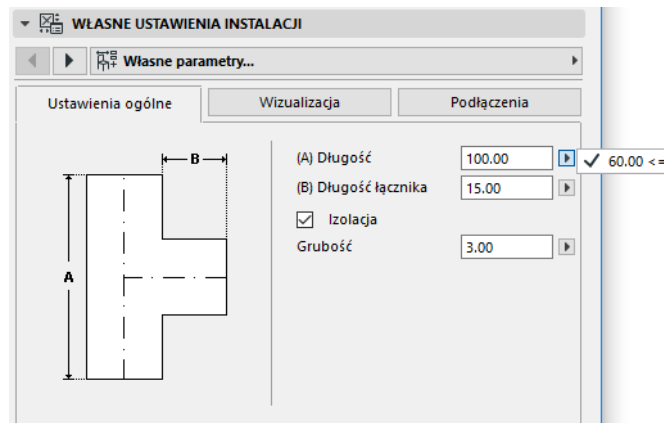 WŁASNE USTAWIENIA INSTALACJI
Własne parametry...
Ustawienia ogólne Wizualizacja Podłączenia
B
A
(A) Długość 100.00 60.00 <=
(B) Długość łącznika 15.00
Izolacja
Grubość 3.00